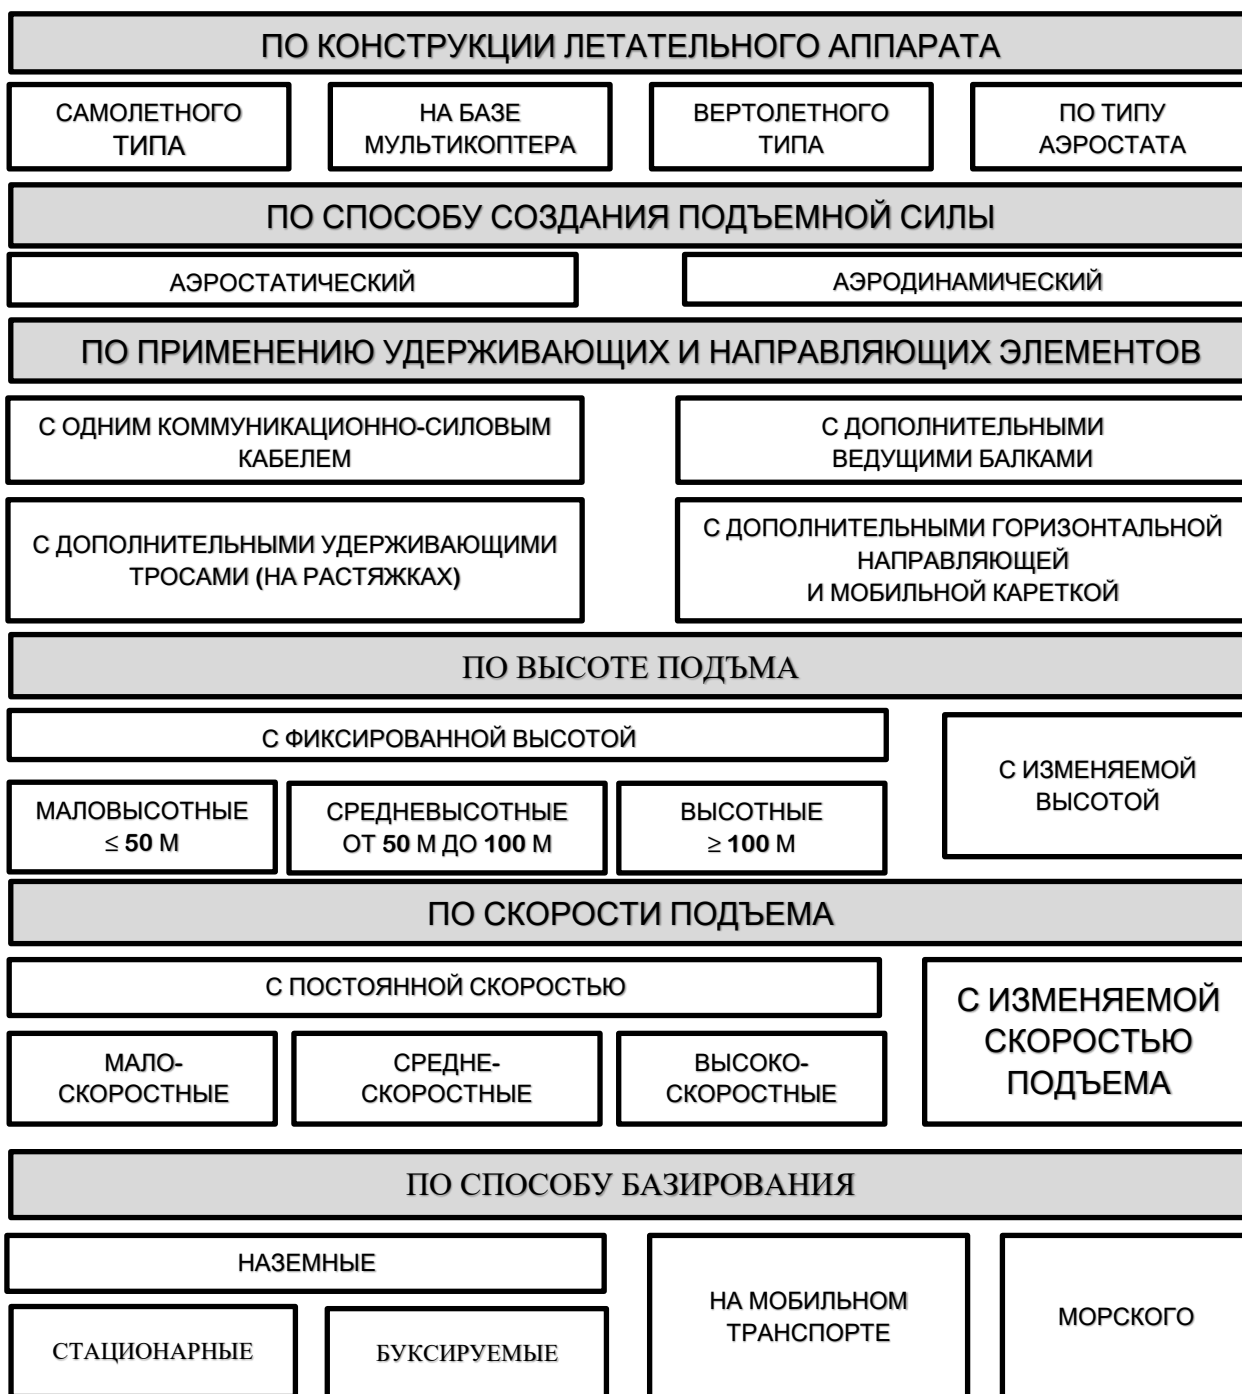 ПО КОНСТРУКЦИИ ЛЕТАТЕЛЬНОГО АППАРАТА
САМОЛЕТНОГО
ТИПА
НА БАЗЕ
МУЛЬТИКОПТЕРА
ВЕРТОЛЕТНОГО
ТИПА
ПО ТИПУ
АЭРОСТАТА
ПО СПОСОБУ СОЗДАНИЯ ПОДЪЕМНОЙ СИЛЫ
АЭРОСТАТИЧЕСКИЙ
АЭРОДИНАМИЧЕСКИЙ
ПО ПРИМЕНЕНИЮ УДЕРЖИВАЮЩИХ И НАПРАВЛЯЮЩИХ ЭЛЕМЕНТОВ
С ОДНИМ КОММУНИКАЦИОННО-СИЛОВЫМ
КАБЕЛЕМ
С ДОПОЛНИТЕЛЬНЫМИ
ВЕДУЩИМИ БАЛКАМИ
С ДОПОЛНИТЕЛЬНЫМИ УДЕРЖИВАЮЩИМИ
ТРОСАМИ (НА РАСТЯЖКАХ)
С ДОПОЛНИТЕЛЬНЫМИ ГОРИЗОНТАЛЬНОЙ
НАПРАВЛЯЮЩЕЙ
И МОБИЛЬНОЙ КАРЕТКОЙ
ПО ВЫСОТЕ ПОДЪМА
С ФИКСИРОВАННОЙ ВЫСОТОЙ
С ИЗМЕНЯЕМОЙ
ВЫСОТОЙ
МАЛОВЫСОТНЫЕ
≤ 50 М
СРЕДНЕВЫСОТНЫЕ
ОТ 50 М ДО 100 М
ВЫСОТНЫЕ
≥ 100 М
ПО СКОРОСТИ ПОДЪЕМА
С ПОСТОЯННОЙ СКОРОСТЬЮ
С ИЗМЕНЯЕМОЙ
СКОРОСТЬЮ
ПОДЪЕМА
МАЛО-
СКОРОСТНЫЕ
СРЕДНЕ-
СКОРОСТНЫЕ
ВЫСОКО-
СКОРОСТНЫЕ
ПО СПОСОБУ БАЗИРОВАНИЯ
НАЗЕМНЫЕ
НА МОБИЛЬНОМ
ТРАНСПОРТЕ
МОРСКОГО
СТАЦИОНАРНЫЕ
БУКСИРУЕМЫЕ